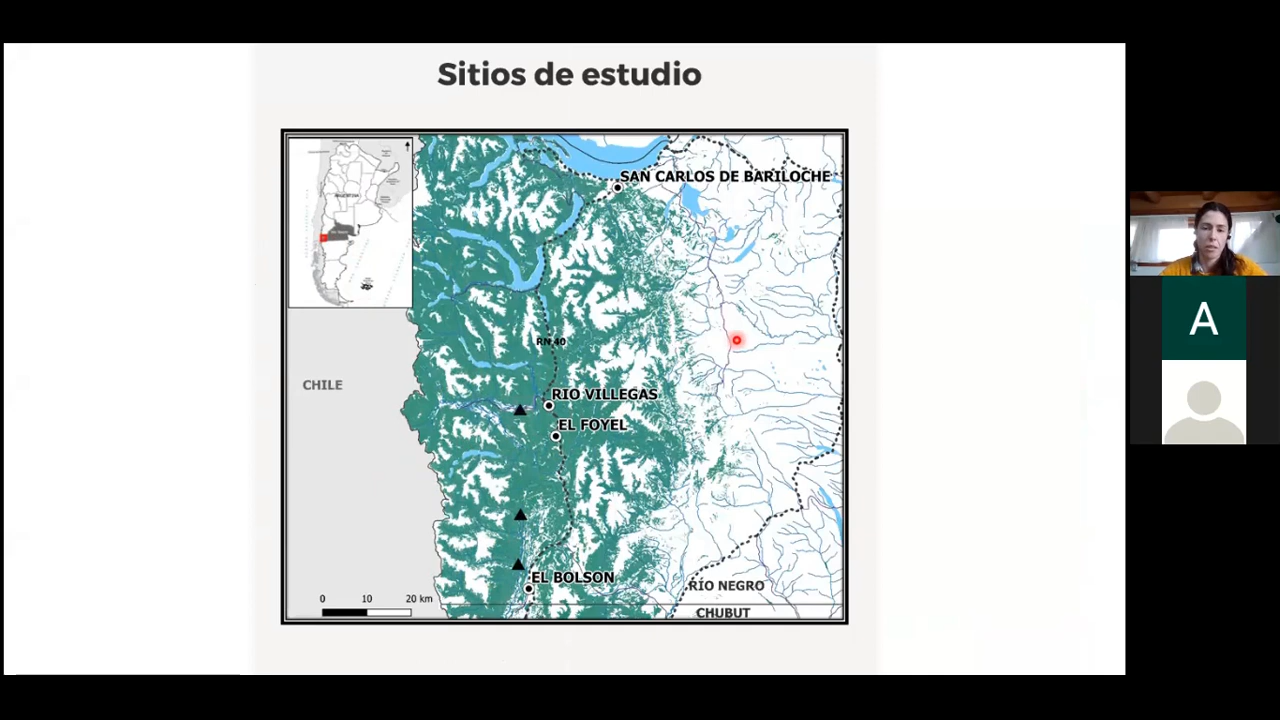 Sitios de estudio
SAN CARLOS DE BARILOCHE
RN 40
CHILE
RIO VILLEGAS
EL FOYEL
EL BOLSON
RÍO NEGRO
CHUBUT
0 10 20 km
A